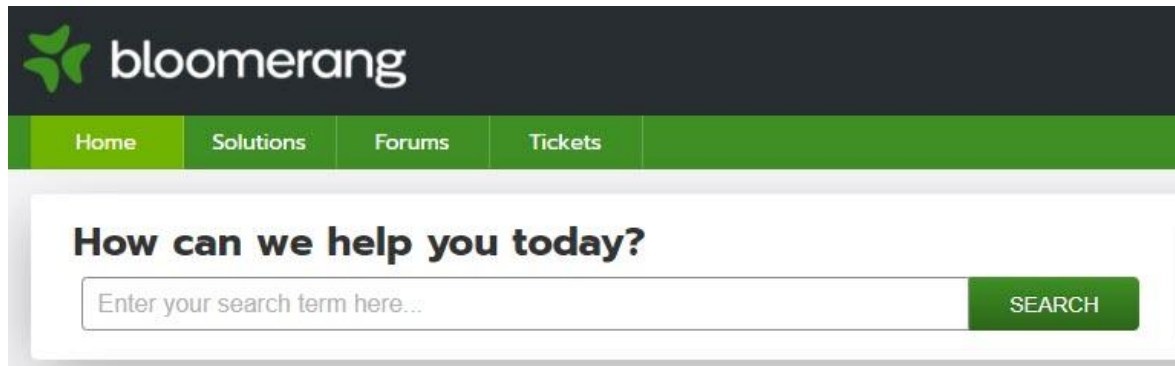 bloomerang
Home Solutions Forums Tickets
How can we help you today?
Enter your search term here... SEARCH